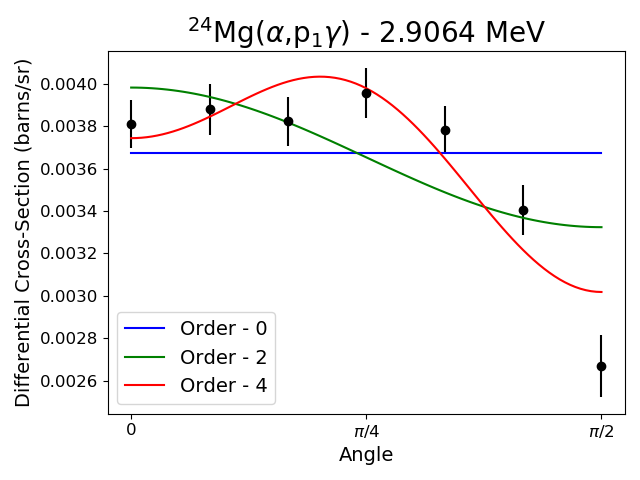 ²⁴Mg(α,p₁γ) - 2.9064 MeV
Differential Cross-Section (barns/sr)
0.0040
0.0038
0.0036
0.0034
0.0032
0.0030
0.0028
0.0026
Order - 0
Order - 2
Order - 4
0 π/4 π/2
Angle